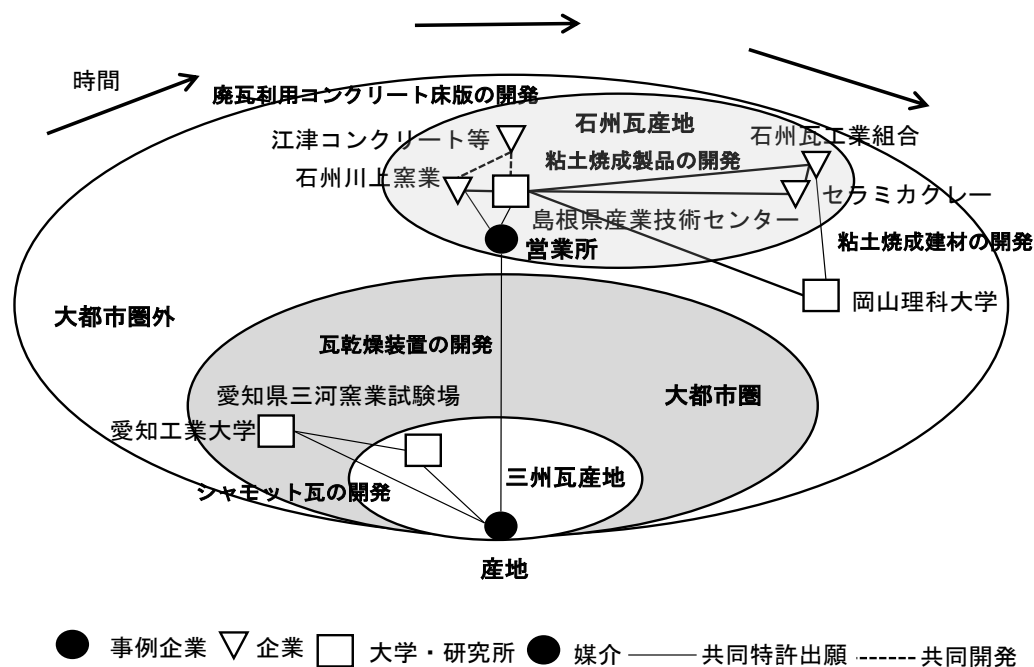 時間
廃瓦利用コンクリート床版の開発
石州瓦産地
江津コンクリート等
石州瓦工業組合
粘土焼成製品の開発
石州川上窯業
セラミカクレー
島根県産業技術センター
粘土焼成建材の開発
営業所
岡山理科大学
大都市圏外
瓦乾燥装置の開発
大都市圏
愛知県三河窯業試験場
愛知工業大学
三州瓦産地
シャモット瓦の開発
産地
事例企業 企業 大学・研究所 媒介 共同特許出願 共同開発